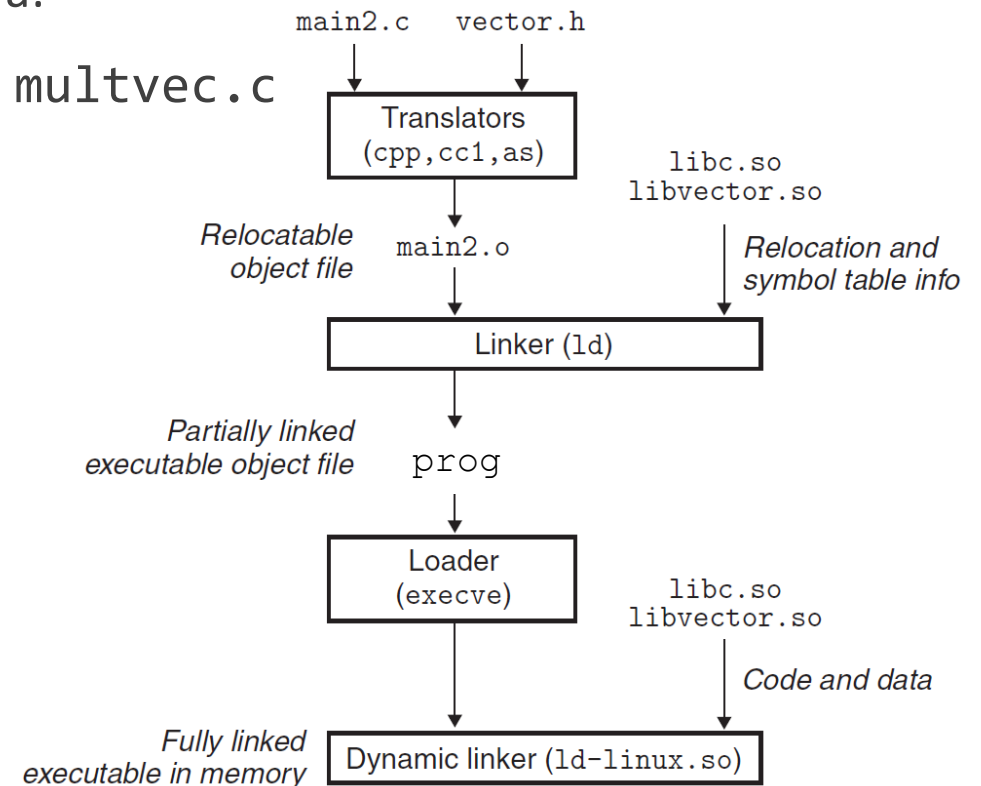 main2.c vector.h
multvec.c
Translators
(cpp,cc1,as)
libc.so
libvector.so
Relocatable
object file
main2.o
Relocation and
symbol table info
Linker (ld)
Partially linked
executable object file
prog
Loader
(execve)
libc.so
libvector.so
Code and data
Fully linked
executable in memory
Dynamic linker (ld-linux.so)